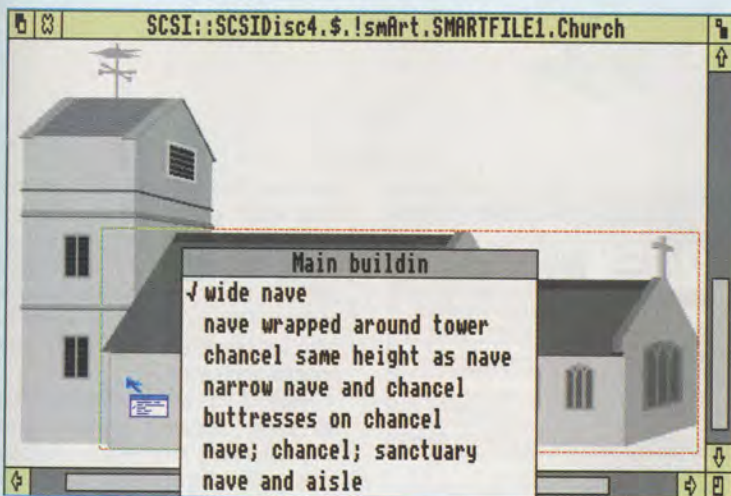 SCSI::SCSIDisc4.$.!smArt.SMARTFILE1.Church
Main buildin
√ wide nave
nave wrapped around tower
chancel same height as nave
narrow nave and chancel
buttresses on chancel
nave; chancel; sanctuary
nave and aisle